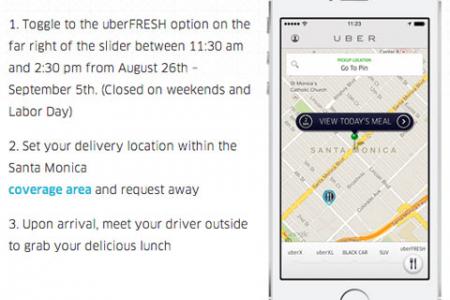 1. Toggle to the uberFRESH option on the
far right of the slider between 11:30 am
and 2:30 pm from August 26th –
September 5th. (Closed on weekends and
Labor Day)
2. Set your delivery location within the
Santa Monica
coverage area and request away
3. Upon arrival, meet your driver outside
to grab your delicious lunch
11:23
UBER
PICKUP LOCATION
Go To Pin
St Monica's
Catholic Church
VIEW TODAY'S MEAL
SANTA MONICA
uberX uberXL BLACK CAR SUV uberFRESH